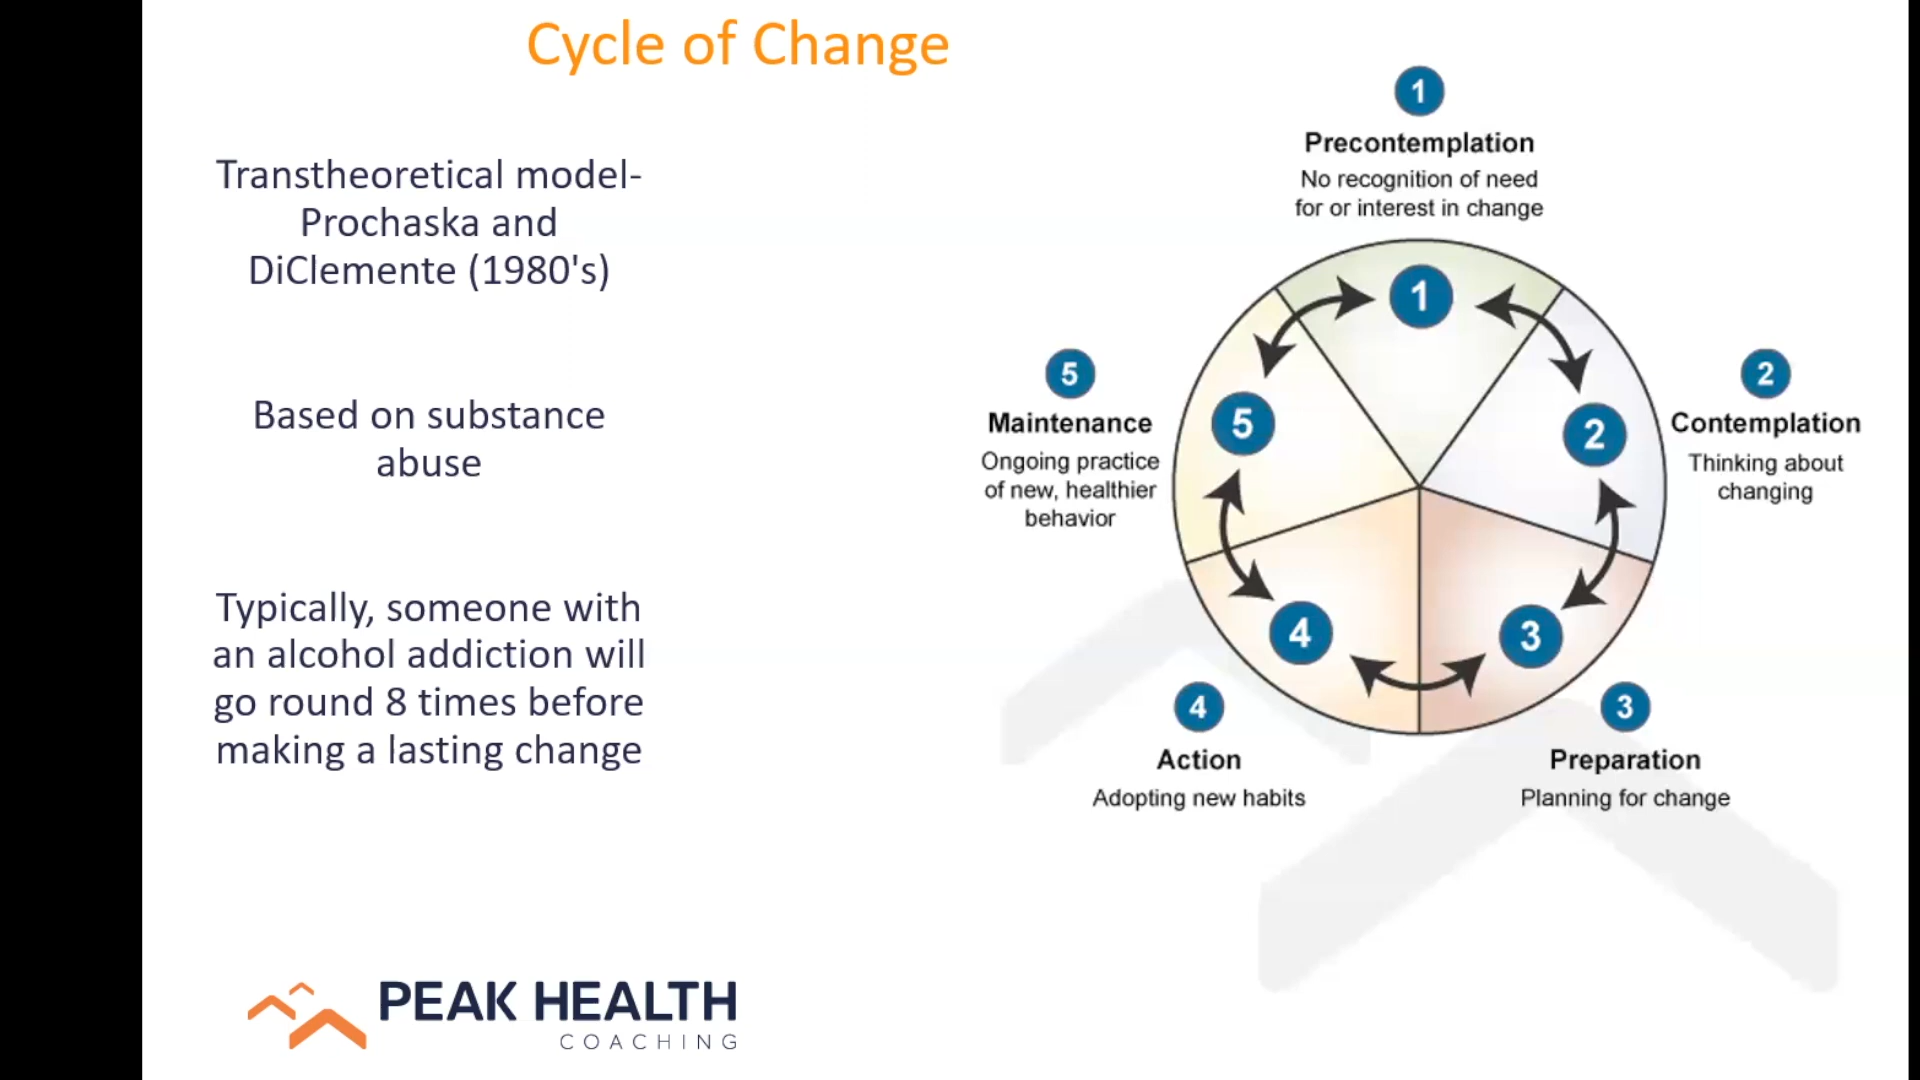 Cycle of Change
Transtheoretical model-
Prochaska and
DiClemente (1980's)
Based on substance
abuse
Typically, someone with
an alcohol addiction will
go round 8 times before
making a lasting change
1
Precontemplation
No recognition of need
for or interest in change
2
Contemplation
Thinking about
changing
3
Preparation
Planning for change
4
Action
Adopting new habits
5
Maintenance
Ongoing practice
of new, healthier
behavior
1
2
3
4
5
PEAK HEALTH
COACHING